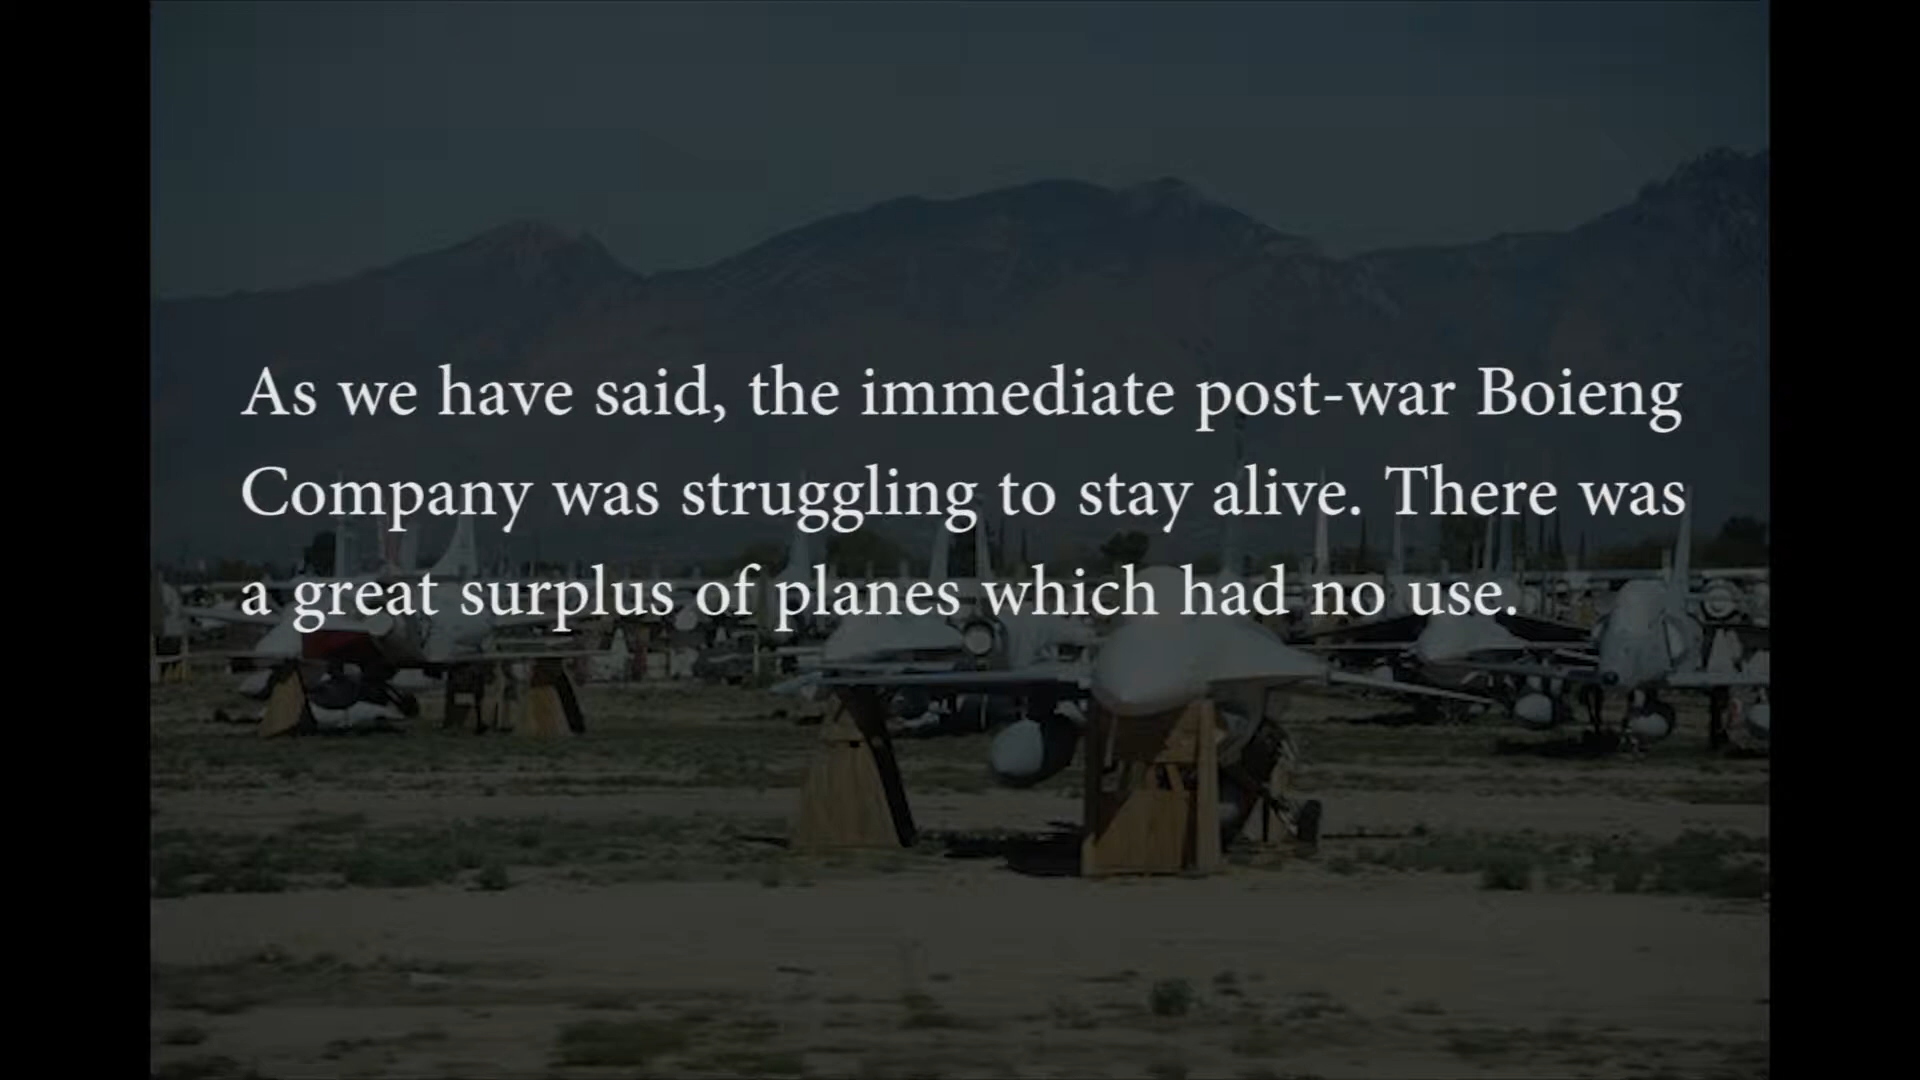 As we have said, the immediate post-war Boieng
Company was struggling to stay alive. There was
a great surplus of planes which had no use.